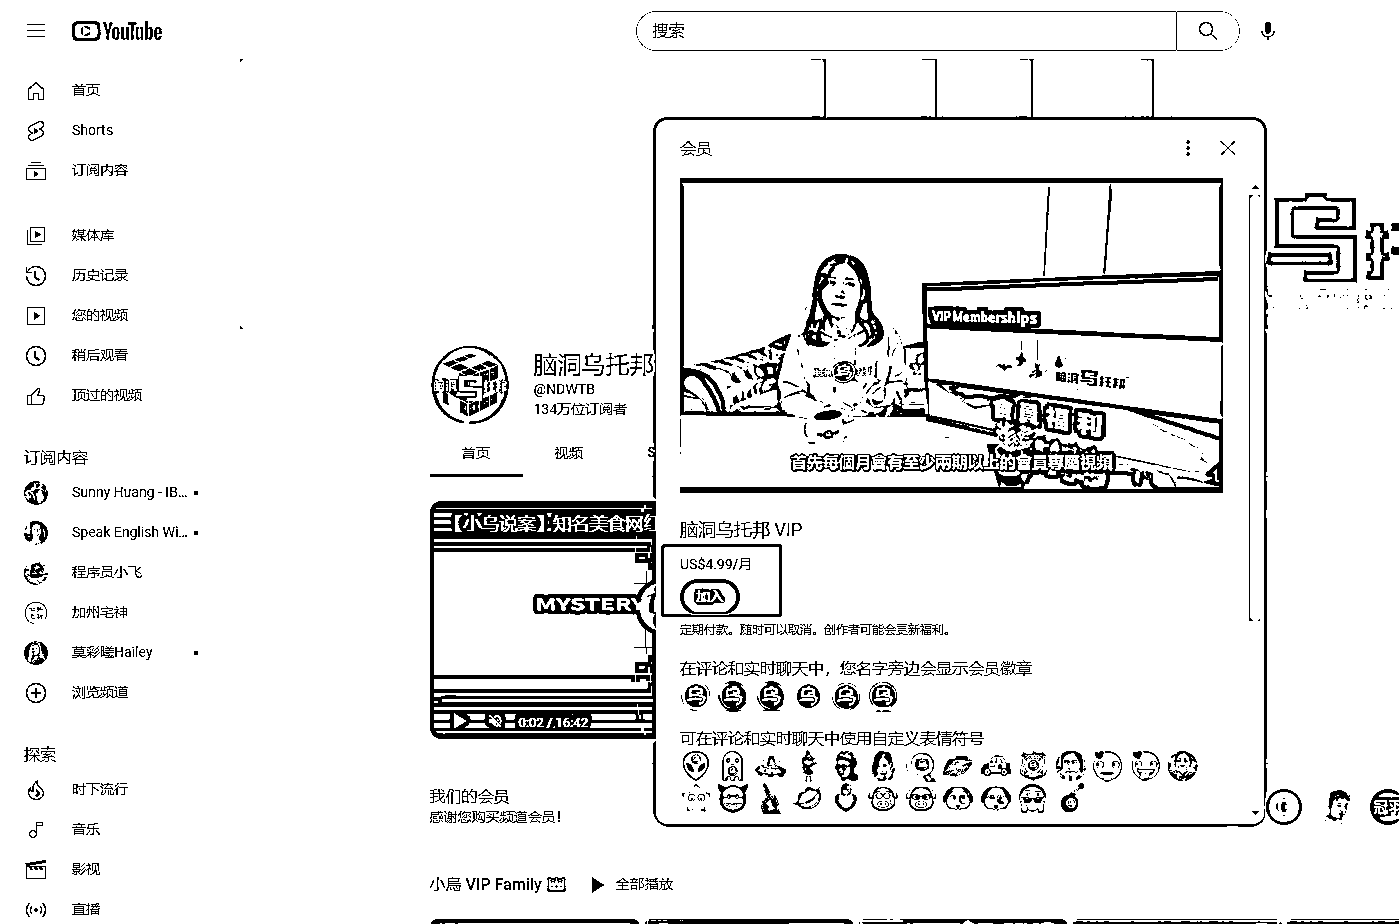 YouTube
搜索
首页
Shorts
订阅内容
媒体库
历史记录
您的视频
稍后观看
顶过的视频
订阅内容
Sunny Huang - IB...
Speak English Wi...
程序员小飞
加州宅神
莫彩曦Hailey
浏览频道
探索
时下流行
音乐
影视
直播
脑洞乌托邦
@NDWTB
134万位订阅者
首页
视频
S
【小乌说案】:知名美食网红
MYSTERY
0:02 / 16:42
我们的会员
感谢您购买频道会员！
小烏 VIP Family
全部播放
会员
VIP Memberships
脑洞乌托邦
會員福利
首先每個月會有至少兩期以上的會員專屬視頻
脑洞乌托邦 VIP
US$4.99/月
加入
定期付款。随时可以取消。创作者可能会更新福利。
在评论和实时聊天中，您名字旁边会显示会员徽章
可在评论和实时聊天中使用自定义表情符号